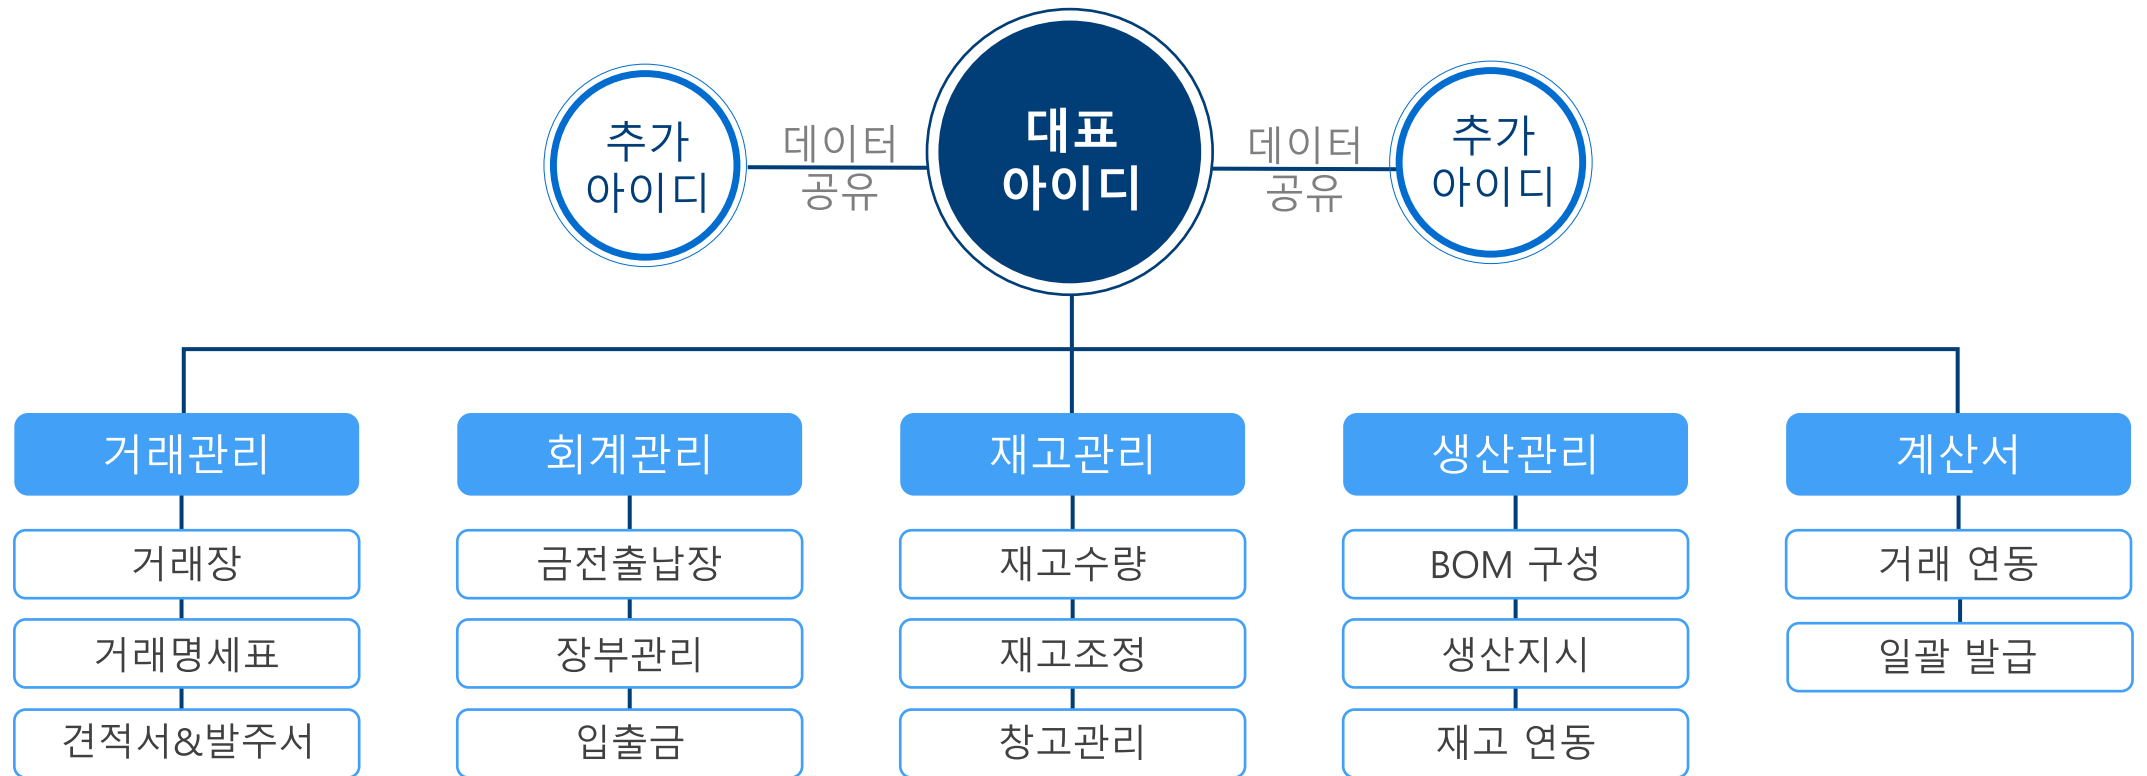 추가
아이디
데이터
공유
대표
아이디
데이터
공유
추가
아이디
거래관리
회계관리
재고관리
생산관리
계산서
거래장
금전출납장
재고수량
BOM 구성
거래 연동
거래명세표
장부관리
재고조정
생산지시
일괄 발급
견적서&발주서
입출금
창고관리
재고 연동